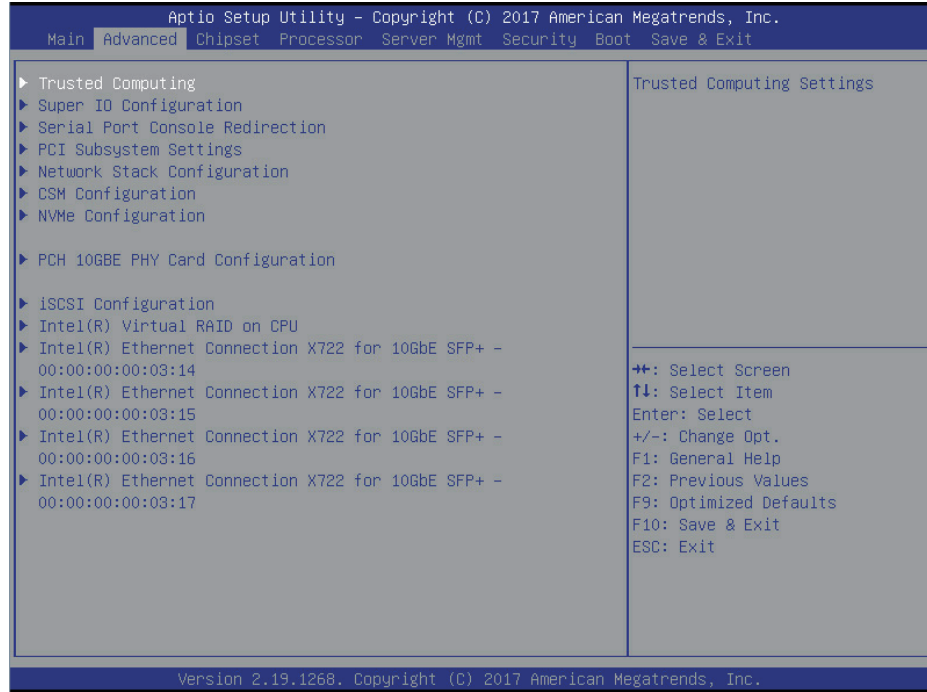 Aptio Setup Utility – Copyright (C) 2017 American Megatrends, Inc.
Main Advanced Chipset Processor Server Mgmt Security Boot Save & Exit
▶ Trusted Computing
▶ Super IO Configuration
▶ Serial Port Console Redirection
▶ PCI Subsystem Settings
▶ Network Stack Configuration
▶ CSM Configuration
▶ NVMe Configuration
▶ PCH 10GBE PHY Card Configuration
▶ iSCSI Configuration
▶ Intel(R) Virtual RAID on CPU
▶ Intel(R) Ethernet Connection X722 for 10GbE SFP+ –
00:00:00:00:03:14
▶ Intel(R) Ethernet Connection X722 for 10GbE SFP+ –
00:00:00:00:03:15
▶ Intel(R) Ethernet Connection X722 for 10GbE SFP+ –
00:00:00:00:03:16
▶ Intel(R) Ethernet Connection X722 for 10GbE SFP+ –
00:00:00:00:03:17
Trusted Computing Settings
→←: Select Screen
↑↓: Select Item
Enter: Select
+/-: Change Opt.
F1: General Help
F2: Previous Values
F9: Optimized Defaults
F10: Save & Exit
ESC: Exit
Version 2.19.1268. Copyright (C) 2017 American Megatrends, Inc.